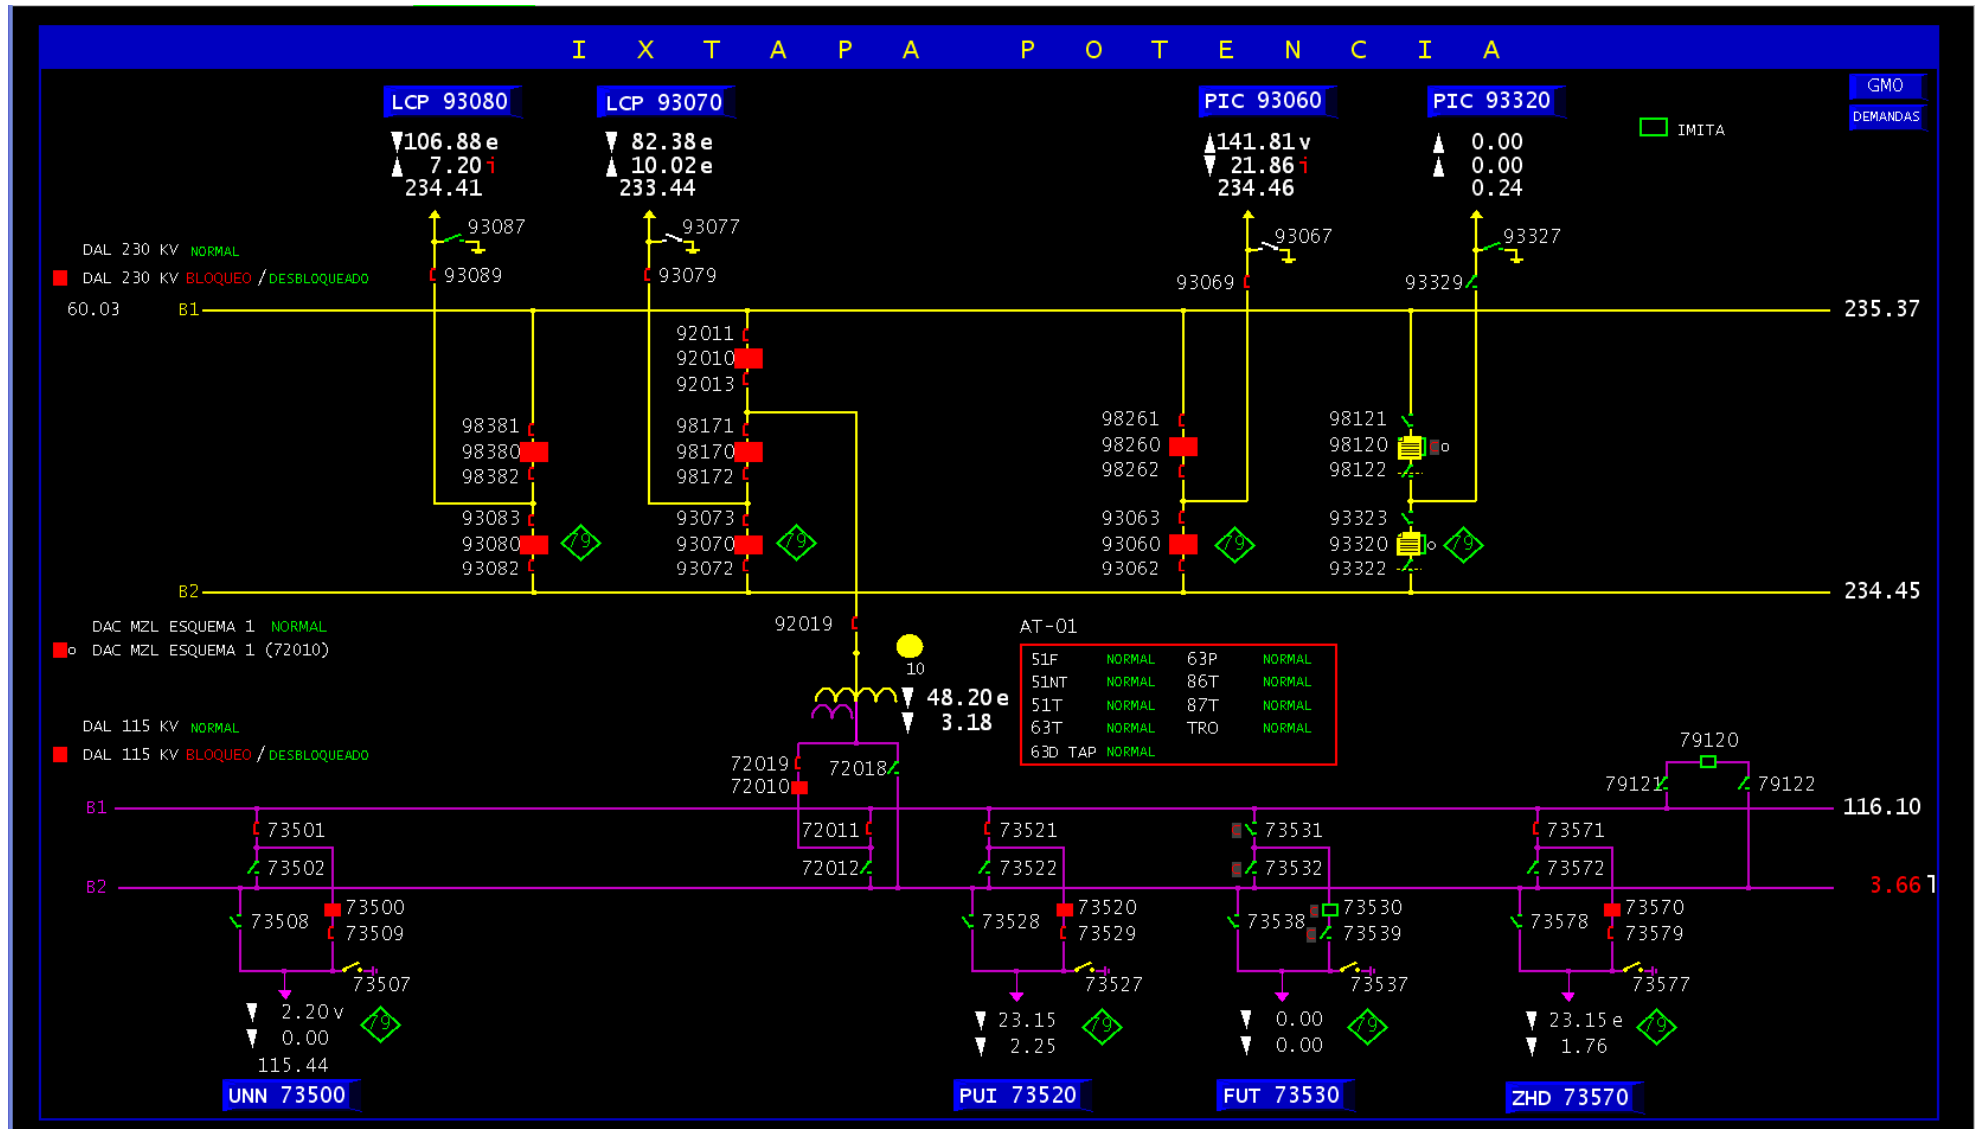 I X T A P A P O T E N C I A
LCP 93080
LCP 93070
PIC 93060
PIC 93320
GMO
DEMANDAS
IMITA
106.88 e
7.20 i
234.41
82.38 e
10.02 e
233.44
141.81 v
21.86 i
234.46
0.00
0.00
0.24
93087
93077
93067
93327
93089
93079
93069
93329
DAL 230 KV NORMAL
DAL 230 KV BLOQUEO / DESBLOQUEADO
60.03
B1
235.37
92011
92010
92013
98381
98380
98382
98171
98170
98172
98261
98260
98262
98121
98120
o
98122
93083
93080
93082
79
93073
93070
93072
79
93063
93060
93062
79
93323
93320
o
93322
79
B2
234.45
DAC MZL ESQUEMA 1 NORMAL
o DAC MZL ESQUEMA 1 (72010)
92019
10
48.20 e
3.18
AT-01
51F NORMAL 63P NORMAL
51NT NORMAL 86T NORMAL
51T NORMAL 87T NORMAL
63T NORMAL TRO NORMAL
63D TAP NORMAL
DAL 115 KV NORMAL
DAL 115 KV BLOQUEO / DESBLOQUEADO
72019
72010
72018
79120
79121
79122
B1
116.10
73501
73502
72011
72012
73521
73522
73531
73532
73571
73572
B2
3.66 l
73508
73500
73509
73507
73528
73520
73529
73527
73538
73530
73539
73537
73578
73570
73579
73577
2.20 v
0.00
115.44
79
23.15
2.25
79
0.00
0.00
79
23.15 e
1.76
79
UNN 73500
PUI 73520
FUT 73530
ZHD 73570